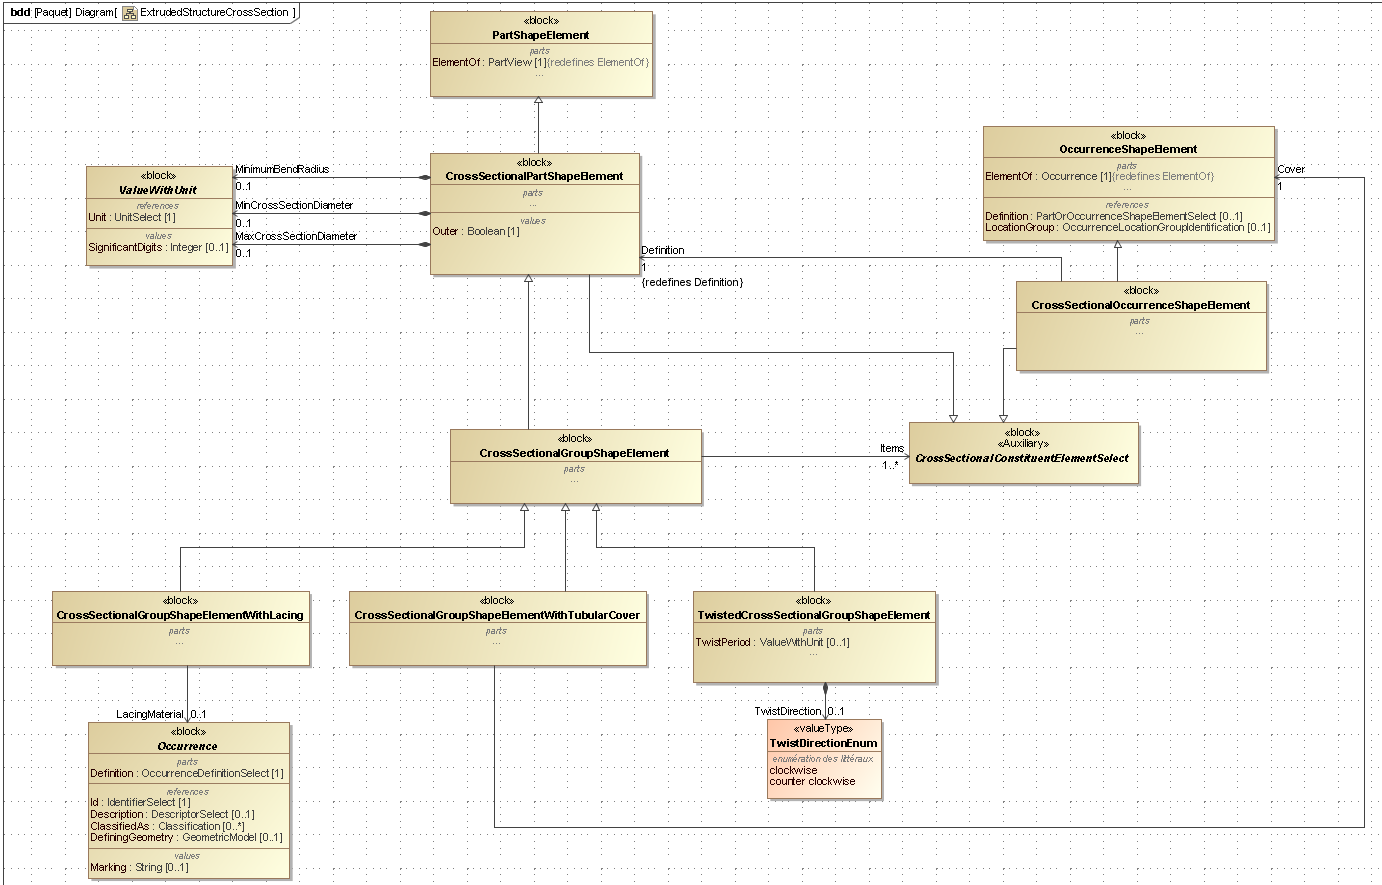 bdd [Paquet] Diagram[ ExtrudedStructureCrossSection ]
«block»
PartShapeElement
parts
ElementOf : PartView [1]{redefines ElementOf}
...
«block»
OccurrenceShapeElement
parts
ElementOf : Occurrence [1]{redefines ElementOf}
...
references
Definition : PartOrOccurrenceShapeElementSelect [0..1]
LocationGroup : OccurrenceLocationGroupIdentification [0..1]
Cover
1
«block»
ValueWithUnit
references
Unit : UnitSelect [1]
values
SignificantDigits : Integer [0..1]
MinimumBendRadius
0..1
MinCrossSectionDiameter
0..1
MaxCrossSectionDiameter
0..1
«block»
CrossSectionalPartShapeElement
parts
...
values
Outer : Boolean [1]
Definition
1
{redefines Definition}
«block»
CrossSectionalOccurrenceShapeElement
parts
...
«block»
CrossSectionalGroupShapeElement
parts
...
Items
1..*
«block»
«Auxiliary»
CrossSectionalConstituentElementSelect
«block»
CrossSectionalGroupShapeElementWithLacing
parts
...
«block»
CrossSectionalGroupShapeElementWithTubularCover
parts
...
«block»
TwistedCrossSectionalGroupShapeElement
parts
TwistPeriod : ValueWithUnit [0..1]
...
LacingMaterial 0..1
TwistDirection 0..1
«block»
Occurrence
parts
Definition : OccurrenceDefinitionSelect [1]
references
Id : IdentifierSelect [1]
Description : DescriptorSelect [0..1]
ClassifiedAs : Classification [0..*]
DefiningGeometry : GeometricModel [0..1]
values
Marking : String [0..1]
«valueType»
TwistDirectionEnum
enumération des littéraux
clockwise
counter clockwise